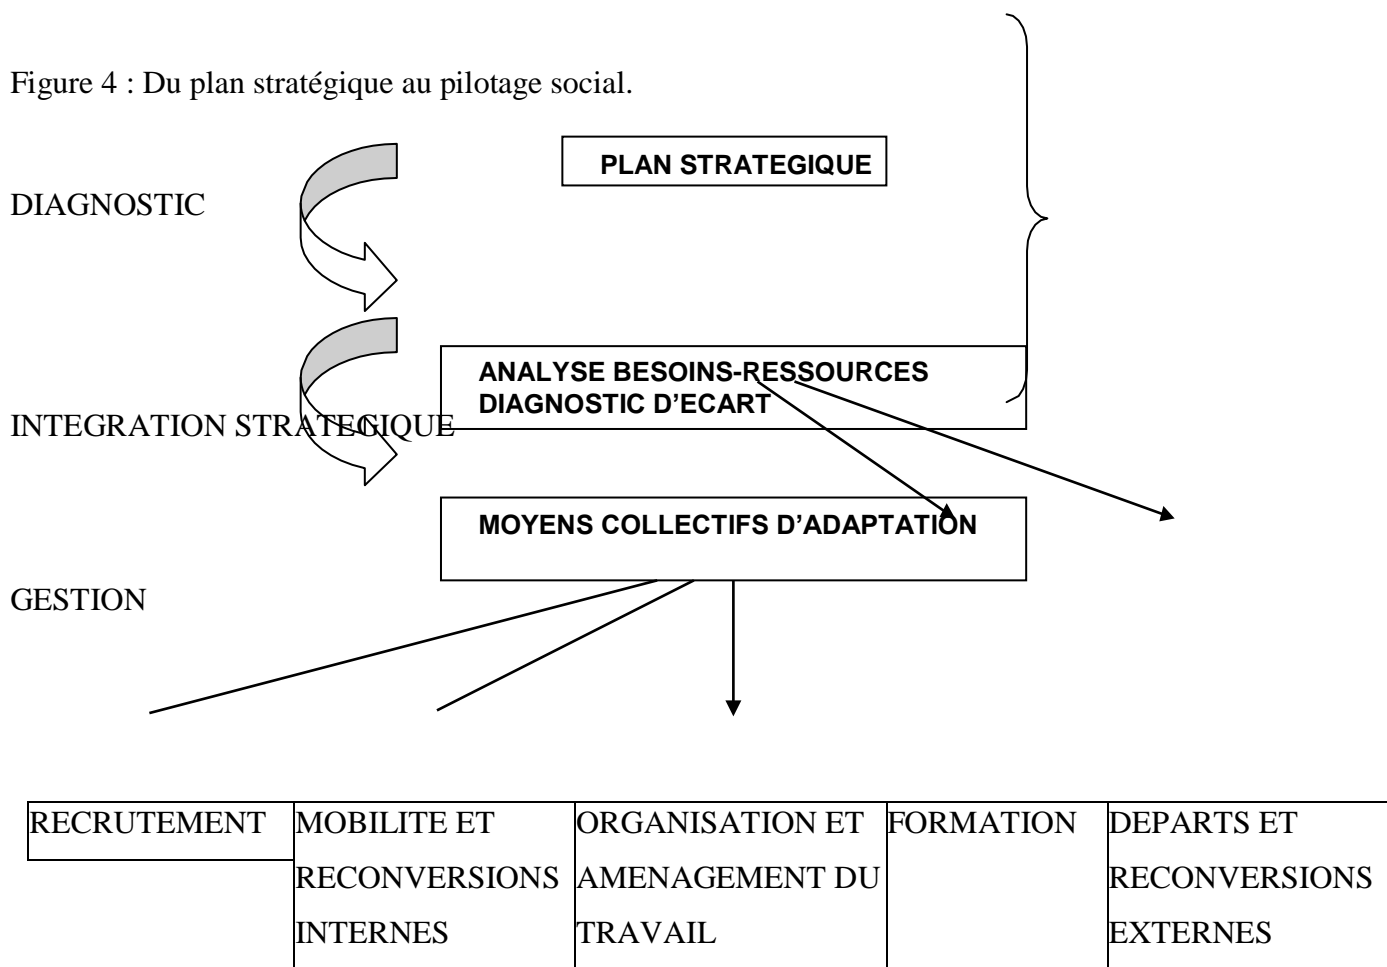 Figure 4 : Du plan stratégique au pilotage social.
PLAN STRATEGIQUE
DIAGNOSTIC
ANALYSE BESOINS-RESSOURCES
DIAGNOSTIC D’ECART
INTEGRATION STRATEGIQUE
MOYENS COLLECTIFS D’ADAPTATION
GESTION
RECRUTEMENT
MOBILITE ET
RECONVERSIONS
INTERNES
ORGANISATION ET
AMENAGEMENT DU
TRAVAIL
FORMATION
DEPARTS ET
RECONVERSIONS
EXTERNES